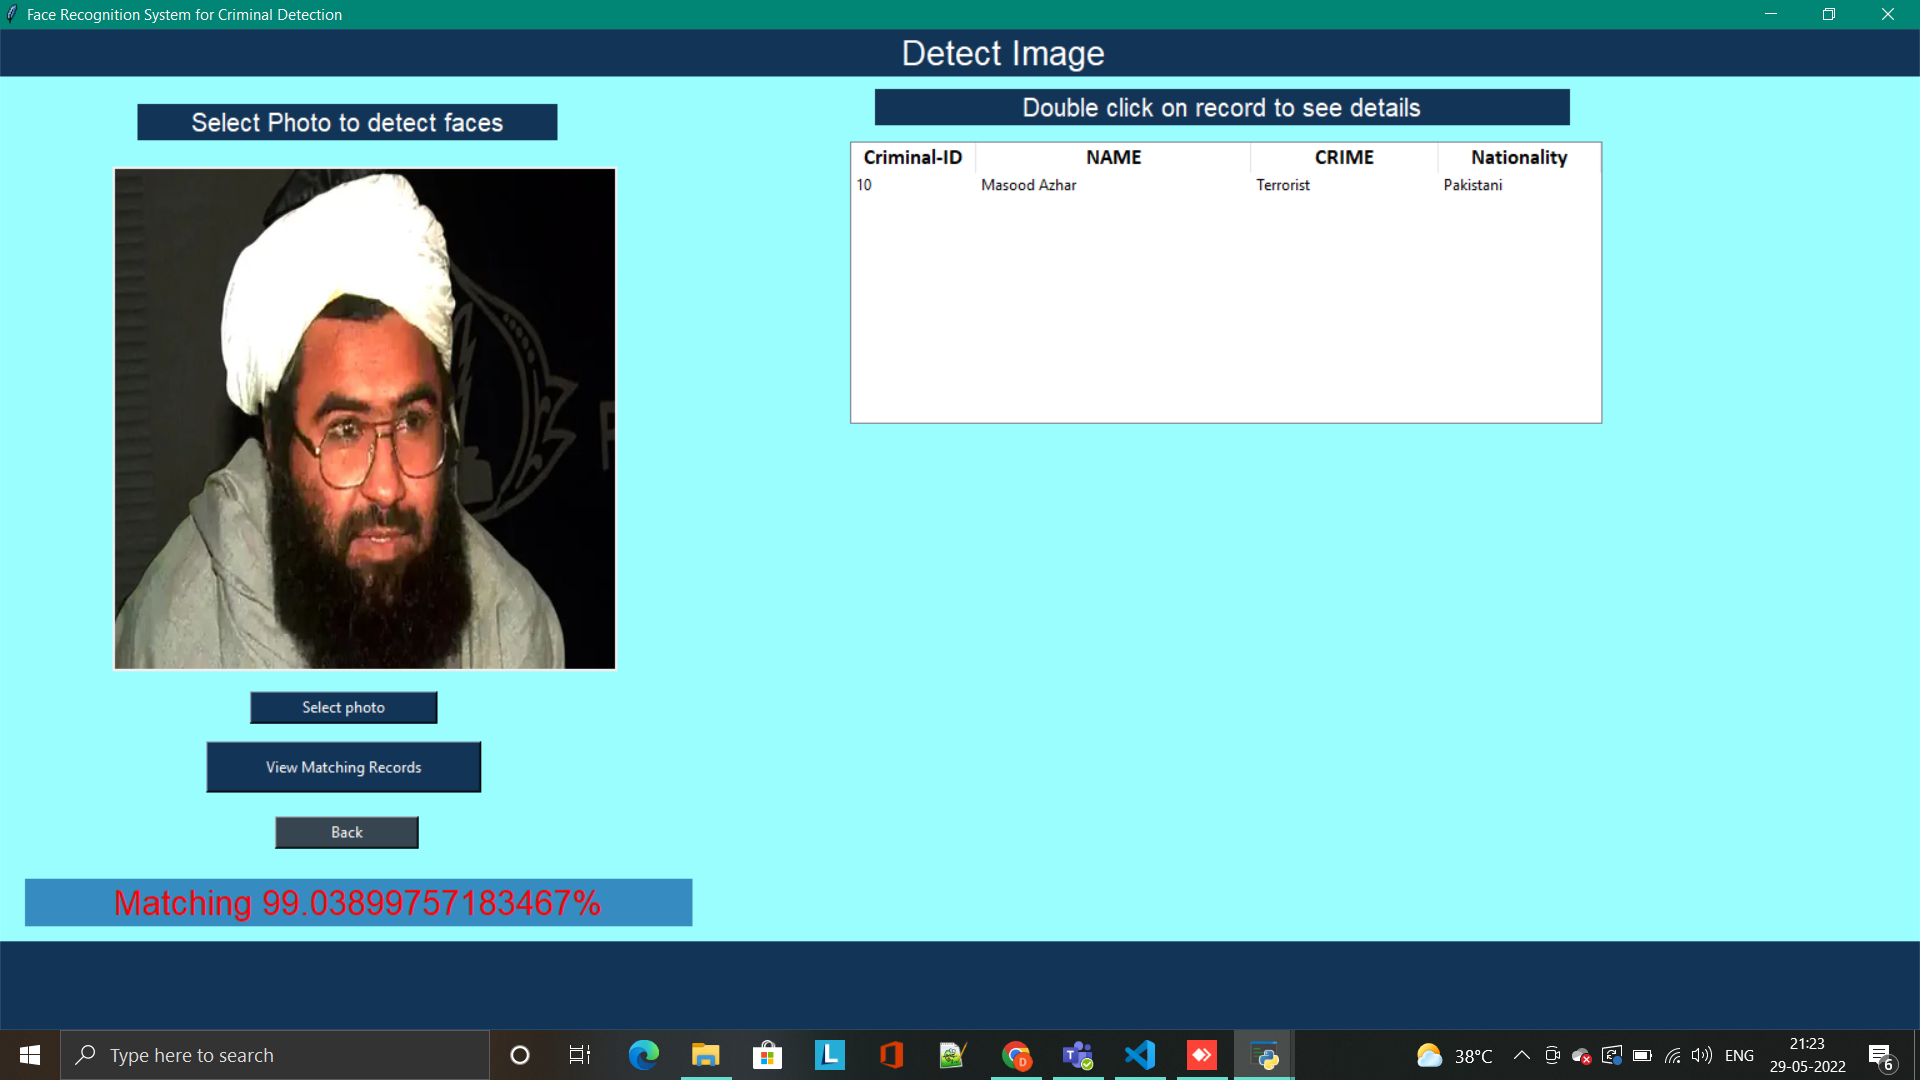 Face Recognition System for Criminal Detection
Detect Image
Select Photo to detect faces
Double click on record to see details
Criminal-ID NAME CRIME Nationality
10 Masood Azhar Terrorist Pakistani
Select photo
View Matching Records
Back
Matching 99.03899757183467%
Type here to search
L
D
38°C
ENG
21:23
29-05-2022
6